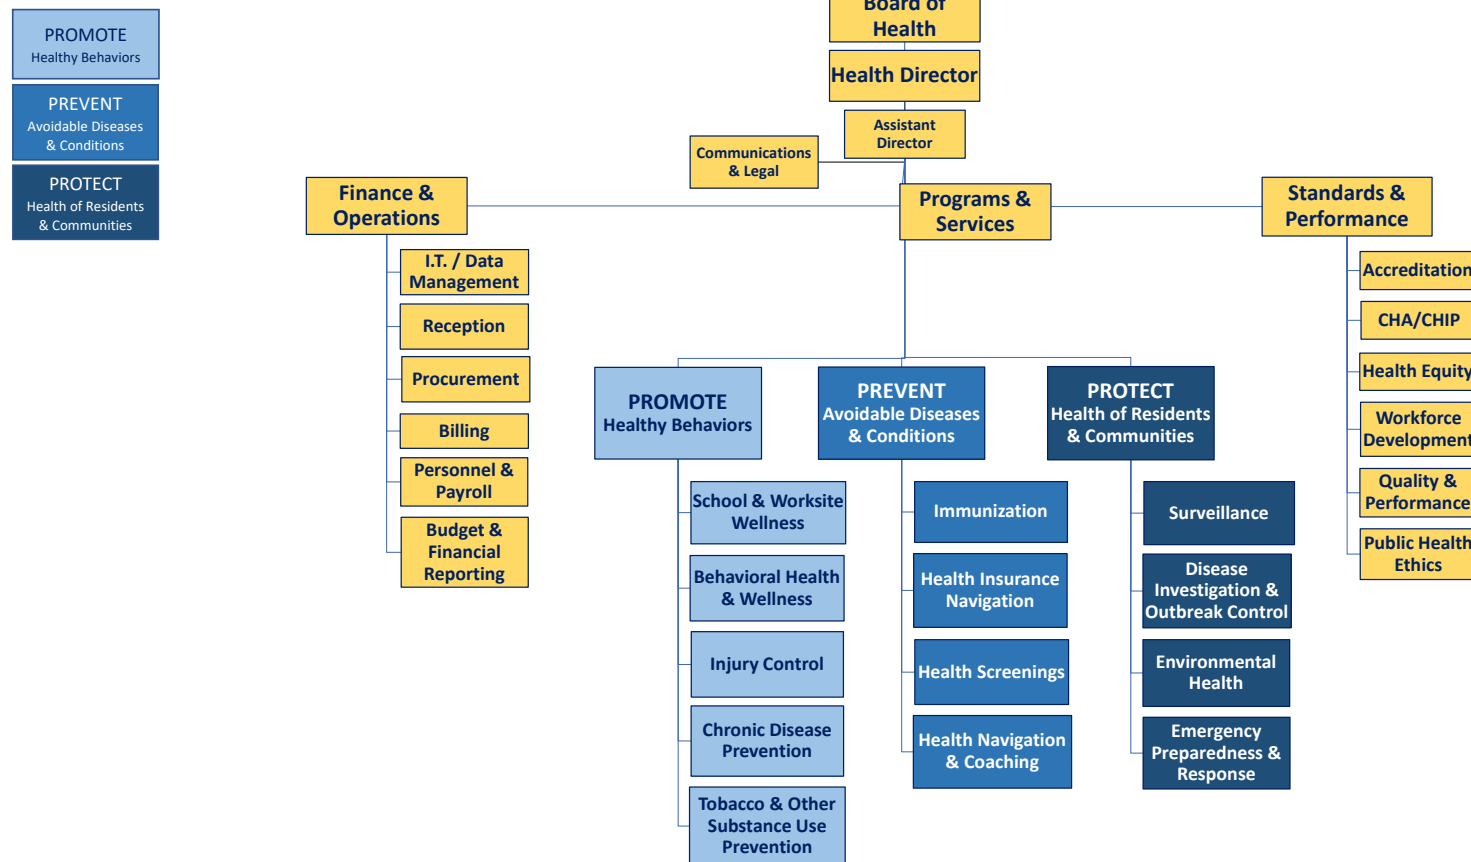 PROMOTE
Healthy Behaviors
PREVENT
Avoidable Diseases
& Conditions
PROTECT
Health of Residents
& Communities
Board of
Health
Health Director
Assistant
Director
Communications
& Legal
Finance &
Operations
Programs &
Services
Standards &
Performance
I.T. / Data
Management
Reception
Procurement
Billing
Personnel &
Payroll
Budget &
Financial
Reporting
PROMOTE
Healthy Behaviors
School & Worksite
Wellness
Behavioral Health
& Wellness
Injury Control
Chronic Disease
Prevention
Tobacco & Other
Substance Use
Prevention
PREVENT
Avoidable Diseases
& Conditions
Immunization
Health Insurance
Navigation
Health Screenings
Health Navigation
& Coaching
PROTECT
Health of Residents
& Communities
Surveillance
Disease
Investigation &
Outbreak Control
Environmental
Health
Emergency
Preparedness &
Response
Accreditation
CHA/CHIP
Health Equity
Workforce
Development
Quality &
Performance
Public Health
Ethics